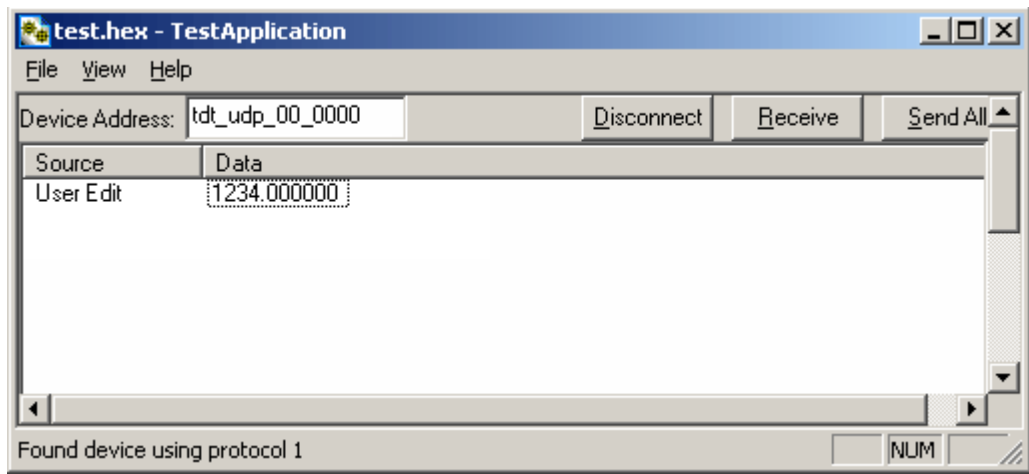 test.hex - TestApplication
File View Help
Device Address: tdt_udp_00_0000 Disconnect Receive Send All
Source Data
User Edit 1234.000000
Found device using protocol 1 NUM